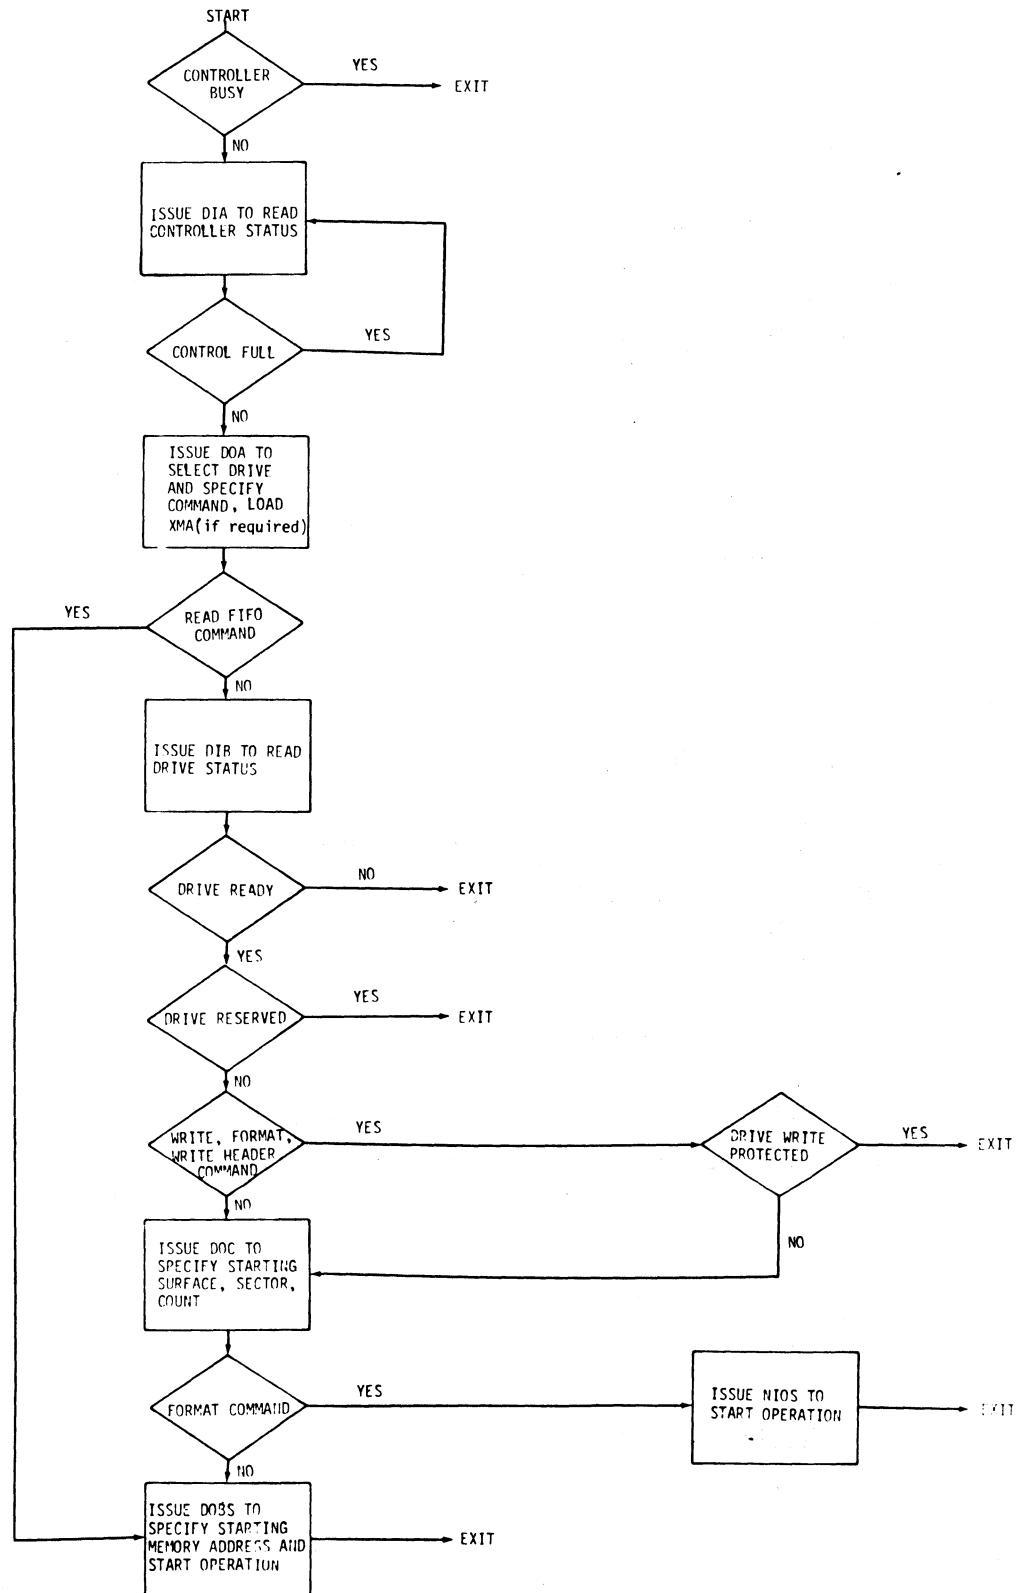 START
CONTROLLER
BUSY
YES
EXIT
NO
ISSUE DIA TO READ
CONTROLLER STATUS
CONTROL FULL
YES
NO
ISSUE DOA TO
SELECT DRIVE
AND SPECIFY
COMMAND, LOAD
XMA(if required)
READ FIFO
COMMAND
YES
NO
ISSUE DIB TO READ
DRIVE STATUS
DRIVE READY
NO
EXIT
YES
DRIVE RESERVED
YES
EXIT
NO
WRITE, FORMAT,
WRITE HEADER
COMMAND
YES
DRIVE WRITE
PROTECTED
YES
EXIT
NO
NO
ISSUE DOC TO
SPECIFY STARTING
SURFACE, SECTOR,
COUNT
FORMAT COMMAND
YES
ISSUE NIOS TO
START OPERATION
EXIT
NO
ISSUE DOBS TO
SPECIFY STARTING
MEMORY ADDRESS AND
START OPERATION
EXIT